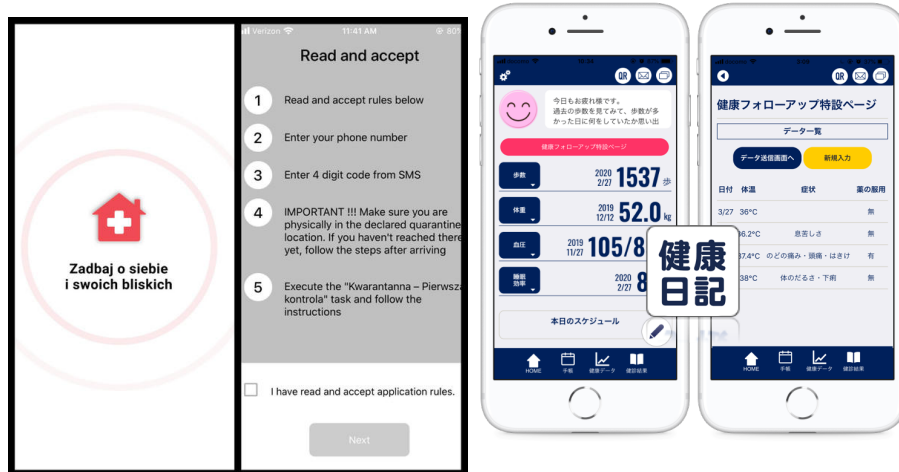 Zadbaj o siebie
i swoich bliskich
Verizon
11:41 AM
Read and accept
1
Read and accept rules below
2
Enter your phone number
3
Enter 4 digit code from SMS
4
IMPORTANT !!! Make sure you are
physically in the declared quarantine
location. If you haven't reached there
yet, follow the steps after arriving
5
Execute the "Kwarantanna – Pierwsza
kontrola" task and follow the
instructions
I have read and accept application rules.
Next
QR
今日もお疲れ様です。
過去の歩数を見てみて、歩数が多
かった日に何をしていたか思い出
健康フォローアップ特設ページ
歩数
2020
2/27
1537 歩
体重
2019
12/12
52.0 kg
血圧
2019
11/27
105/8
睡眠
効率
2020
2/27
8
本日のスケジュール
HOME
手帳
健康データ
健診結果
健康
日記
QR
健康フォローアップ特設ページ
データ一覧
データ送信画面へ
新規入力
日付 体温 症状 薬の服用
3/27 36°C 無
36.2°C 息苦しさ 無
37.4°C のどの痛み・頭痛・はきけ 有
38°C 体のだるさ・下痢 無
HOME
手帳
健康データ
健診結果